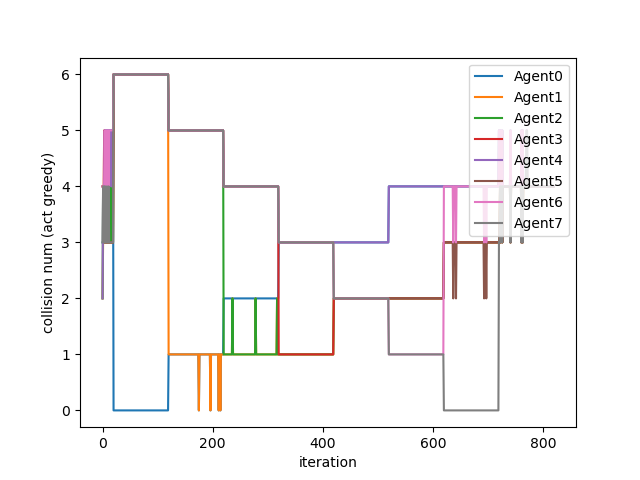 6
5
4
3
2
1
0
collision num (act greedy)
0
200
400
600
800
iteration
Agent0
Agent1
Agent2
Agent3
Agent4
Agent5
Agent6
Agent7